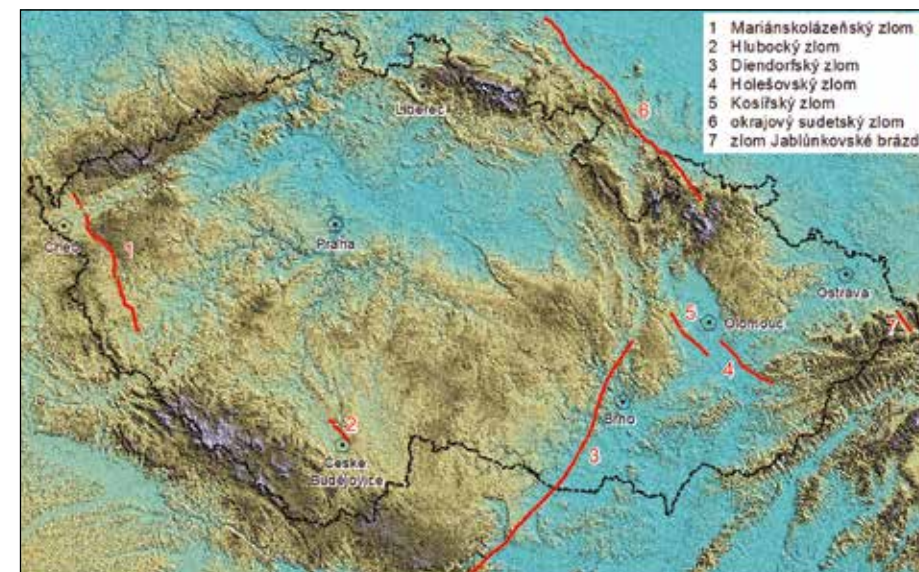 1 Mariánskolázeňský zlom
2 Hlubocký zlom
3 Diendorfský zlom
4 Holešovský zlom
5 Kosířský zlom
6 okrajový sudetský zlom
7 zlom Jablůnkovské brázd
6
Liberec
Cheb
1
Praha
Ostrava
5
Olomouc
7
4
Brno
2
3
České
Budějovice